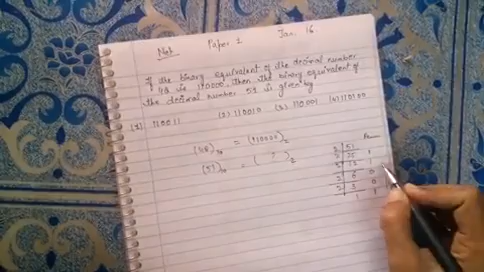 Net Paper 1 Jan. 16
If the binary equivalent of the decimal number
48 is 110000, then the binary equivalent of
the decimal number 51 is given by
(1) 110011 (2) 110010 (3) 110001 (4) 110100
(48)10 = (110000)2
(51)10 = ( ? )2
2 51
2 25 1
2 12 1
2 6 0
2 3 0
1 1